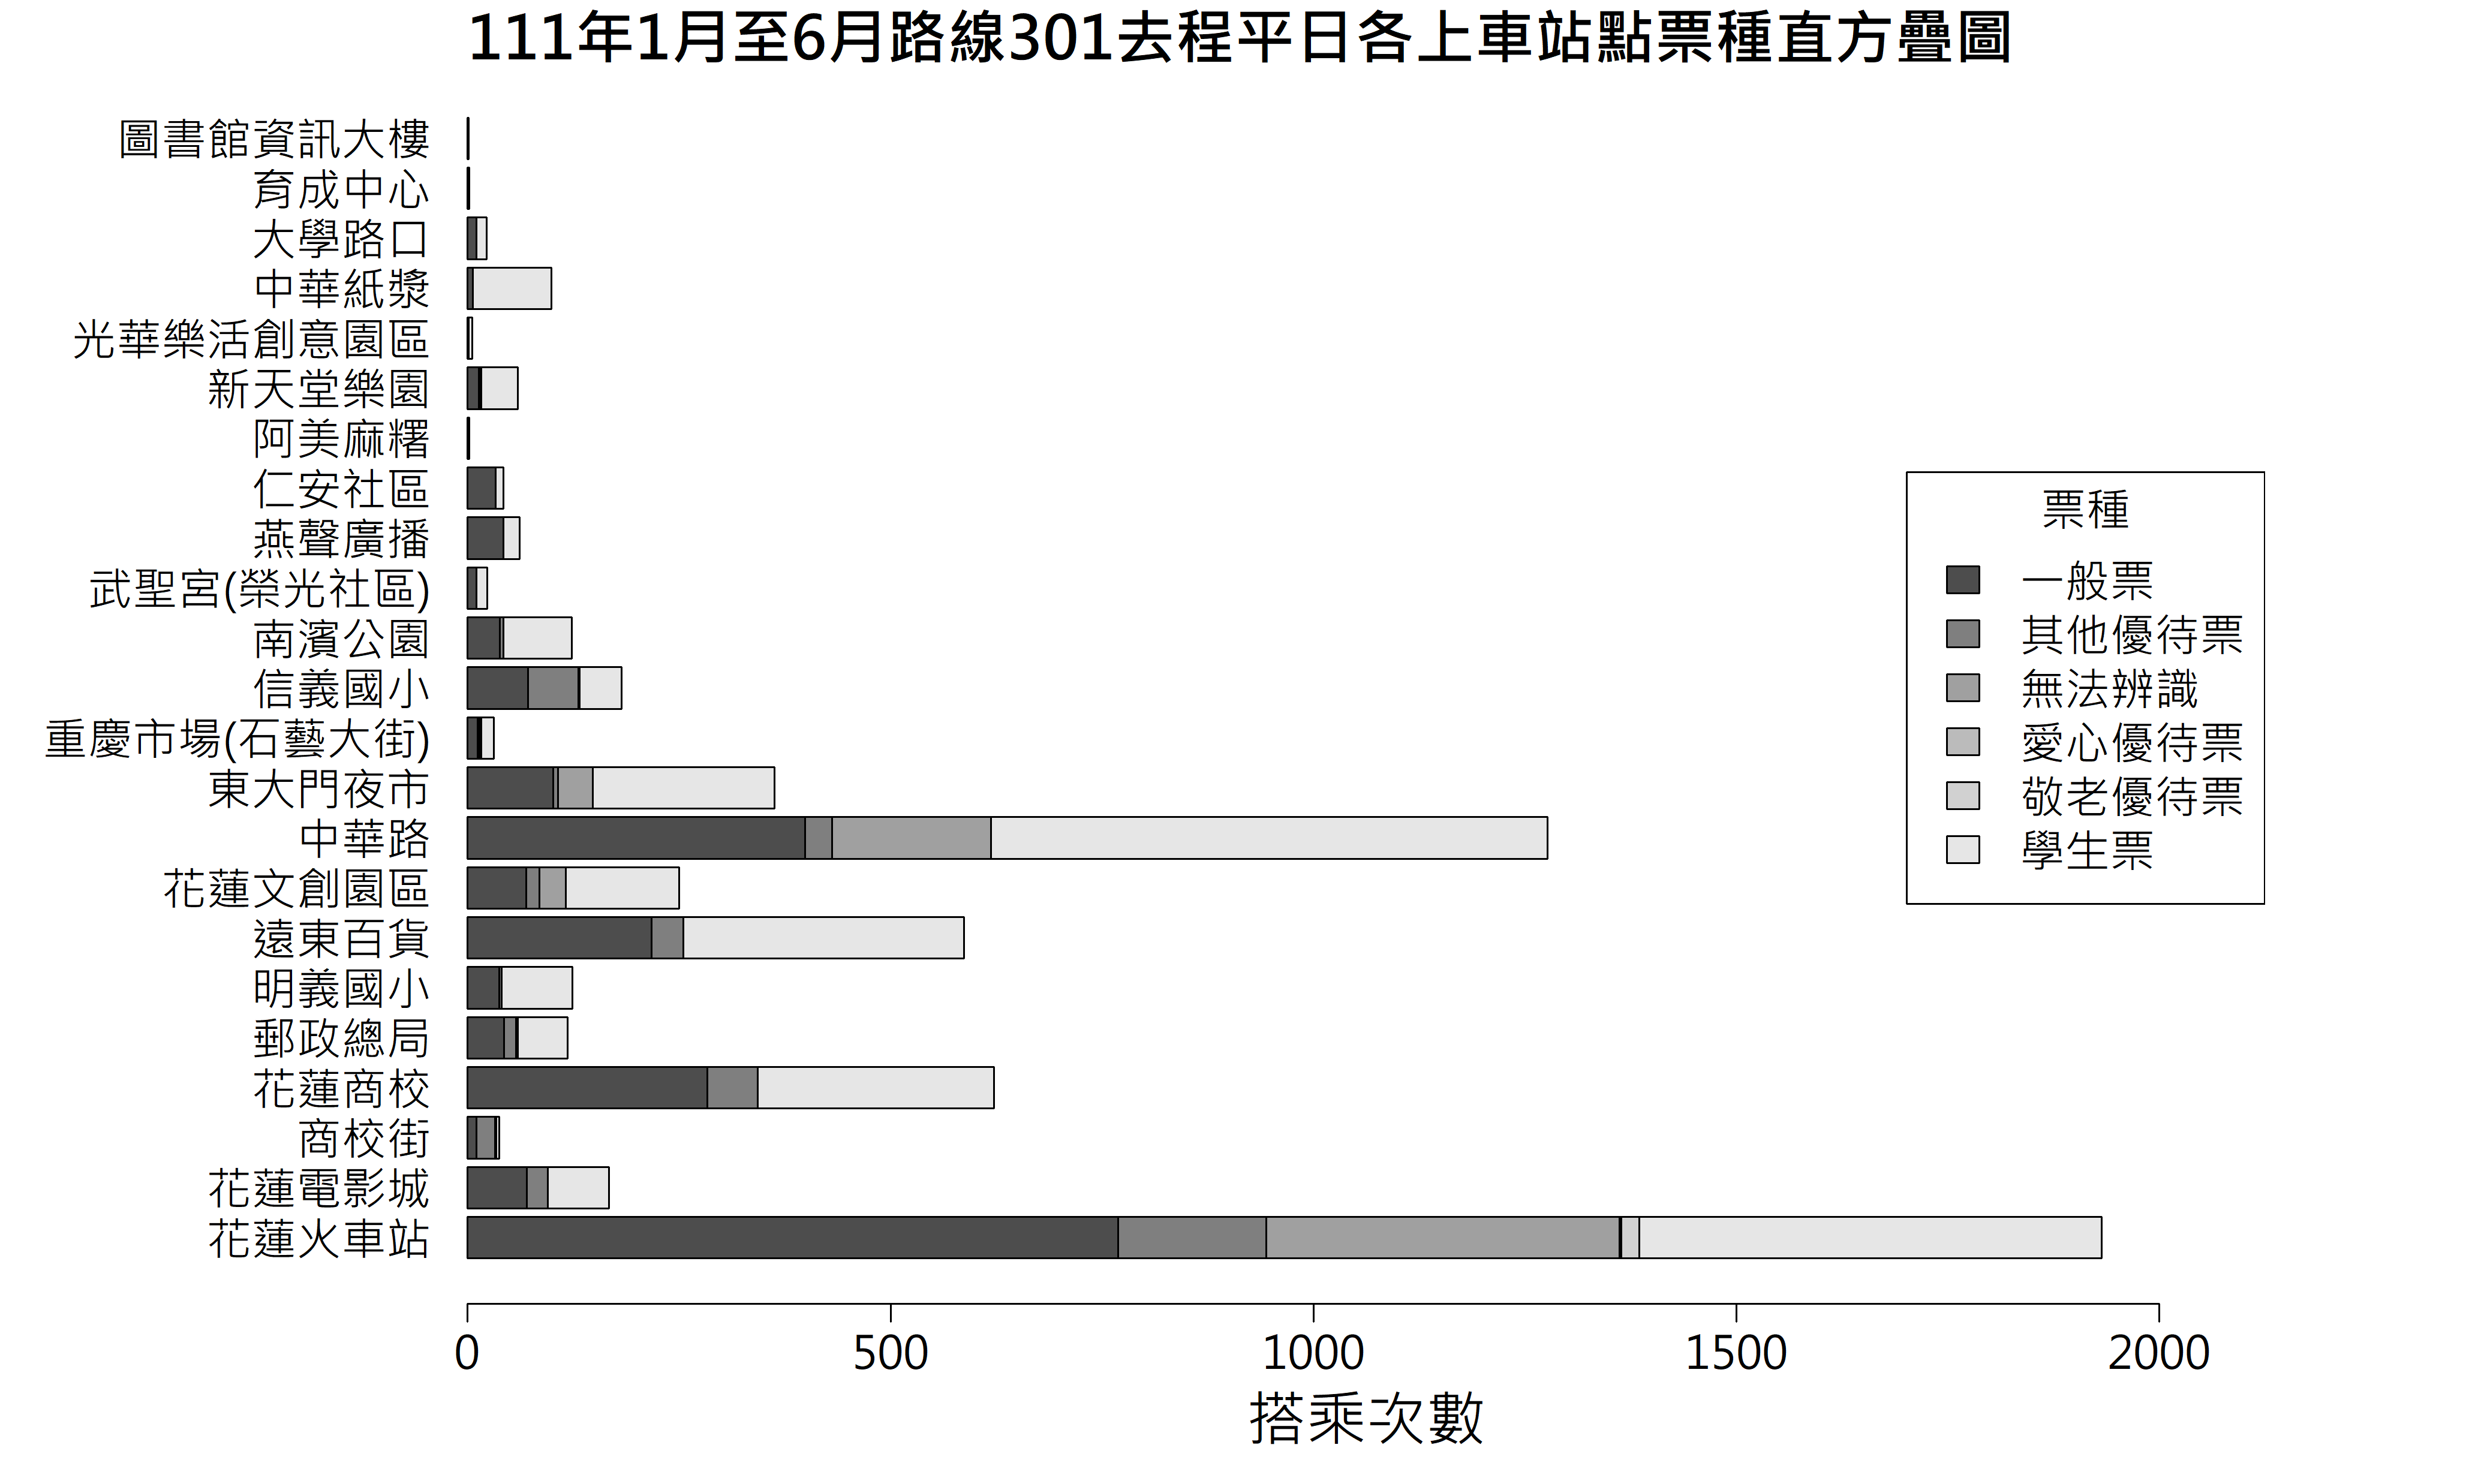 111年1月至6月路線301去程平日各上車站點票種直方疊圖
圖書館資訊大樓
育成中心
大學路口
中華紙漿
光華樂活創意園區
新天堂樂園
阿美麻糬
仁安社區
燕聲廣播
武聖宮(榮光社區)
南濱公園
信義國小
重慶市場(石藝大街)
東大門夜市
中華路
花蓮文創園區
遠東百貨
明義國小
郵政總局
花蓮商校
商校街
花蓮電影城
花蓮火車站
票種
一般票
其他優待票
無法辨識
愛心優待票
敬老優待票
學生票
0 500 1000 1500 2000
搭乘次數